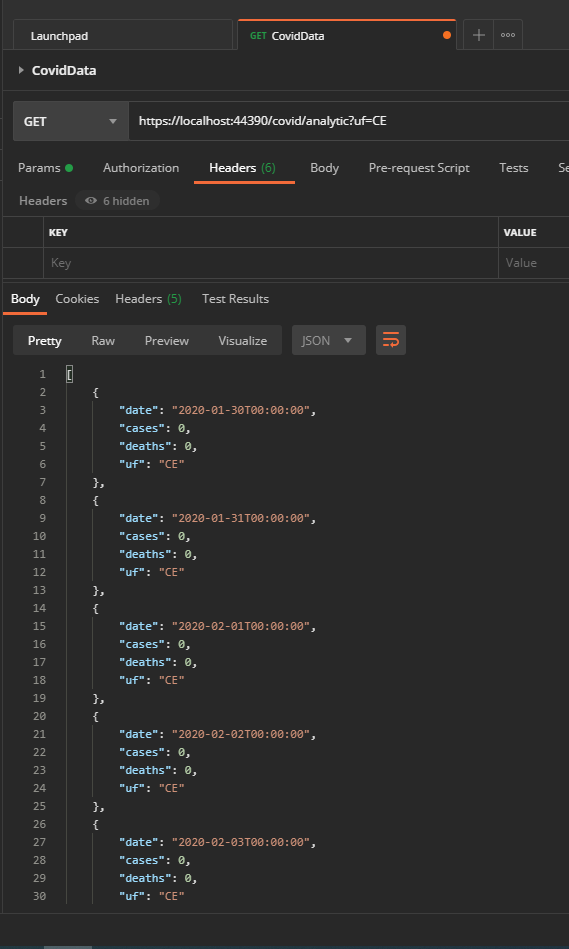 Launchpad GET CovidData
CovidData
GET https://localhost:44390/covid/analytic?uf=CE
Params Authorization Headers (6) Body Pre-request Script Tests Se
Headers 6 hidden
KEY VALUE
Key Value
Body Cookies Headers (5) Test Results
Pretty Raw Preview Visualize JSON
1 [
2 {
3 "date": "2020-01-30T00:00:00",
4 "cases": 0,
5 "deaths": 0,
6 "uf": "CE"
7 },
8 {
9 "date": "2020-01-31T00:00:00",
10 "cases": 0,
11 "deaths": 0,
12 "uf": "CE"
13 },
14 {
15 "date": "2020-02-01T00:00:00",
16 "cases": 0,
17 "deaths": 0,
18 "uf": "CE"
19 },
20 {
21 "date": "2020-02-02T00:00:00",
22 "cases": 0,
23 "deaths": 0,
24 "uf": "CE"
25 },
26 {
27 "date": "2020-02-03T00:00:00",
28 "cases": 0,
29 "deaths": 0,
30 "uf": "CE"